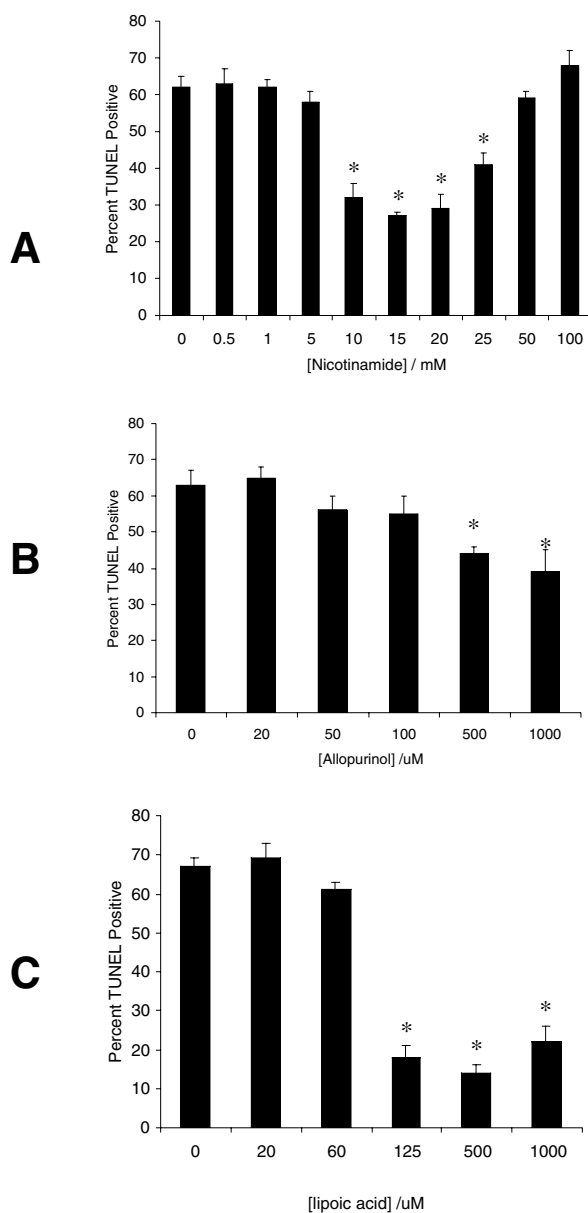 80
70
60
50
40
30
20
10
0
Percent TUNEL Positive
* * * *
0 0.5 1 5 10 15 20 25 50 100
[Nicotinamide] / mM
A
80
70
60
50
40
30
20
10
0
Percent TUNEL Positive
* *
0 20 50 100 500 1000
[Allopurinol] /uM
B
80
70
60
50
40
30
20
10
0
Percent TUNEL Positive
* * *
0 20 60 125 500 1000
[lipoic acid] /uM
C